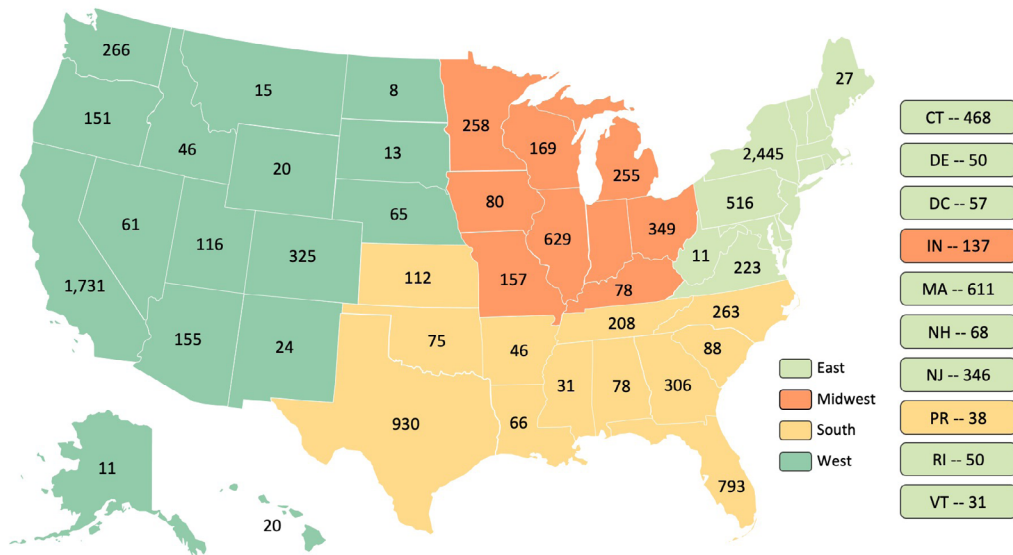 266
15
8
27
151
46
20
13
258
169
255
2,445
61
116
325
65
80
629
349
516
1,731
112
157
78
11
223
155
24
75
46
208
263
930
66
31
78
306
88
793
11
20
East
Midwest
South
West
CT -- 468
DE -- 50
DC -- 57
IN -- 137
MA -- 611
NH -- 68
NJ -- 346
PR -- 38
RI -- 50
VT -- 31